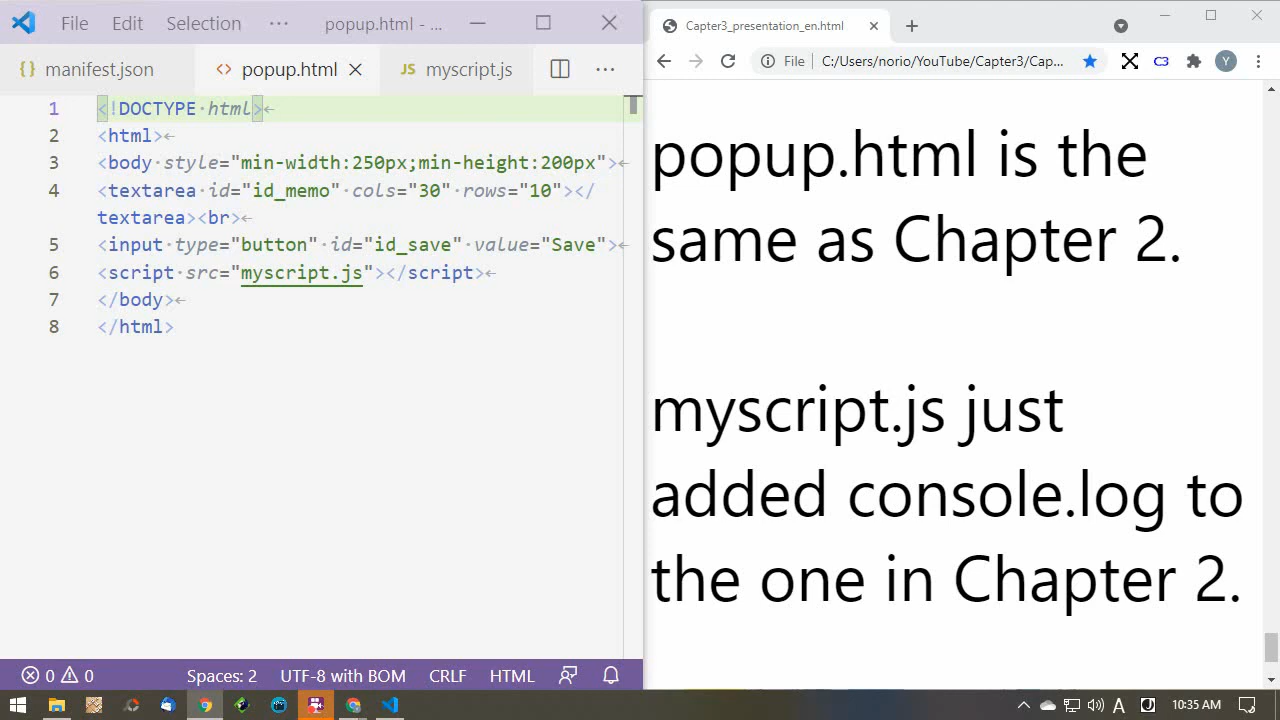 File Edit Selection ··· popup.html - ...
manifest.json popup.html JS myscript.js ···
1 <!DOCTYPE·html>←
2 <html>←
3 <body·style="min-width:250px;min-height:200px">←
4 <textarea·id="id_memo"·cols="30"·rows="10"></
textarea><br>←
5 <input·type="button"·id="id_save"·value="Save">←
6 <script·src="myscript.js"></script>←
7 </body>←
8 </html>
0 0 Spaces: 2 UTF-8 with BOM CRLF HTML
Capter3_presentation_en.html
File C:/Users/norio/YouTube/Capter3/Cap... C3 Y
popup.html is the
same as Chapter 2.
myscript.js just
added console.log to
the one in Chapter 2.
A J 10:35 AM